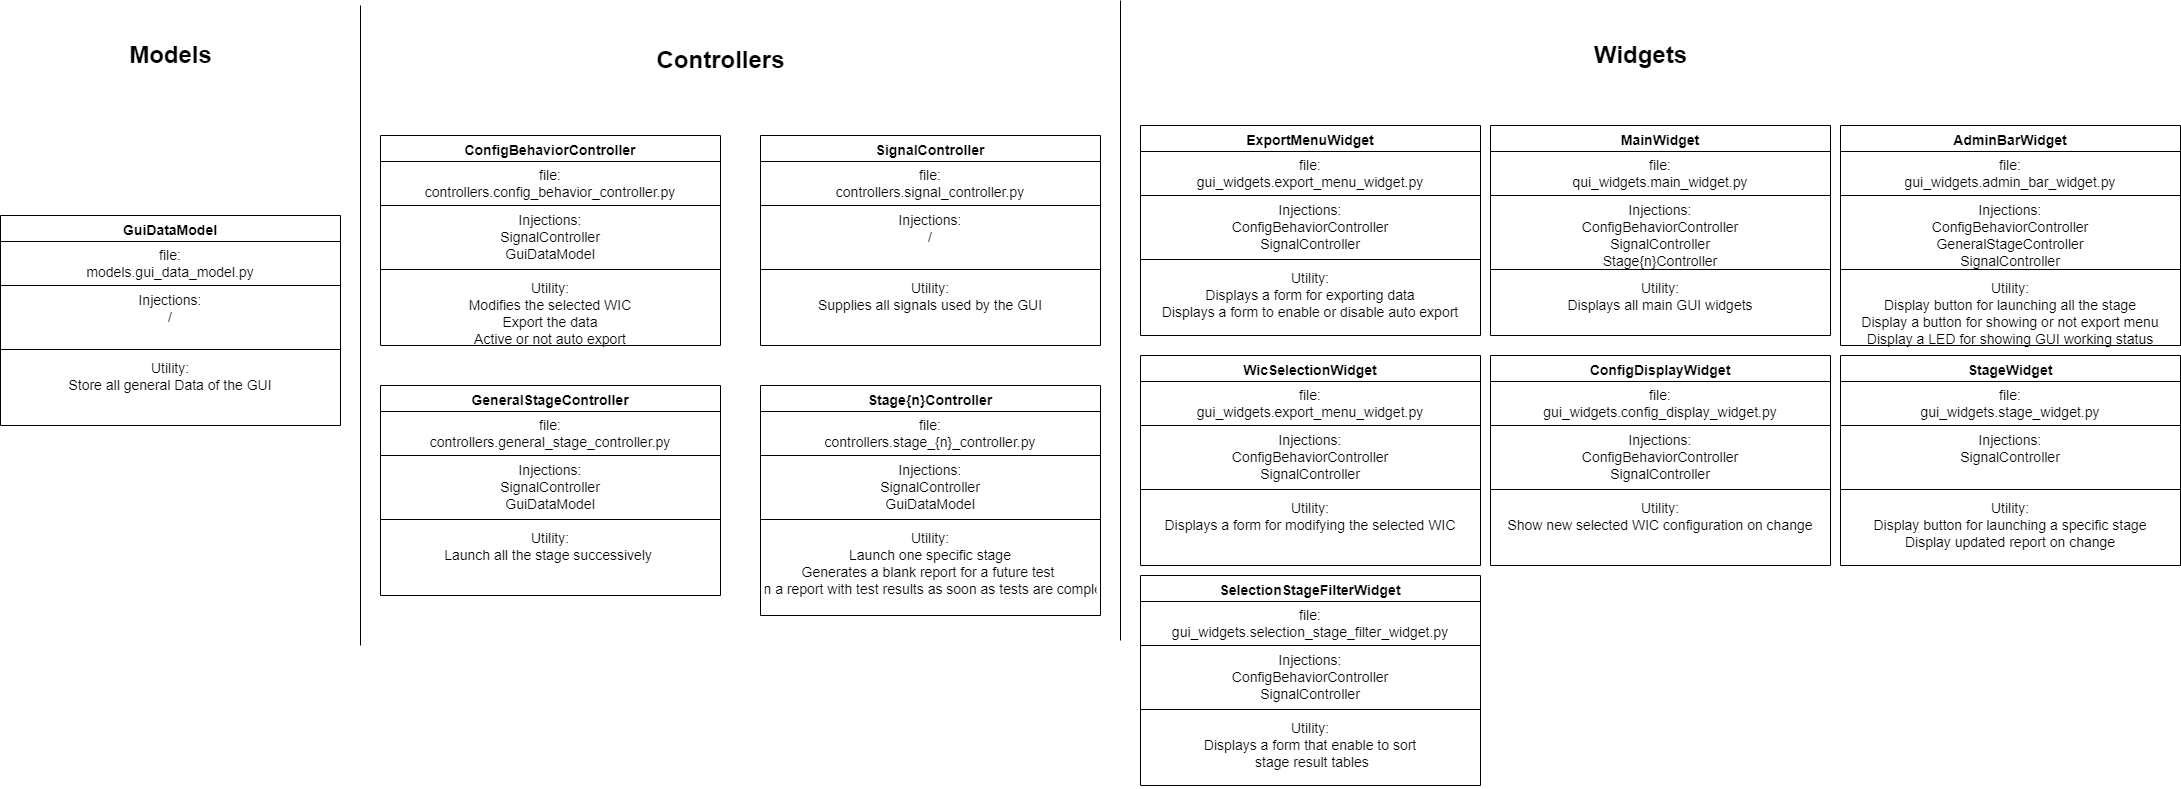 Models
GuiDataModel
file:
models.gui_data_model.py
Injections:
/
Utility:
Store all general Data of the GUI
Controllers
ConfigBehaviorController
file:
controllers.config_behavior_controller.py
Injections:
SignalController
GuiDataModel
Utility:
Modifies the selected WIC
Export the data
Active or not auto export
SignalController
file:
controllers.signal_controller.py
Injections:
/
Utility:
Supplies all signals used by the GUI
GeneralStageController
file:
controllers.general_stage_controller.py
Injections:
SignalController
GuiDataModel
Utility:
Launch all the stage successively
Stage{n}Controller
file:
controllers.stage_{n}_controller.py
Injections:
SignalController
GuiDataModel
Utility:
Launch one specific stage
Generates a blank report for a future test
n a report with test results as soon as tests are comple
Widgets
ExportMenuWidget
file:
gui_widgets.export_menu_widget.py
Injections:
ConfigBehaviorController
SignalController
Utility:
Displays a form for exporting data
Displays a form to enable or disable auto export
MainWidget
file:
qui_widgets.main_widget.py
Injections:
ConfigBehaviorController
SignalController
Stage{n}Controller
Utility:
Displays all main GUI widgets
AdminBarWidget
file:
gui_widgets.admin_bar_widget.py
Injections:
ConfigBehaviorController
GeneralStageController
SignalController
Utility:
Display button for launching all the stage
Display a button for showing or not export menu
Display a LED for showing GUI working status
WicSelectionWidget
file:
gui_widgets.export_menu_widget.py
Injections:
ConfigBehaviorController
SignalController
Utility:
Displays a form for modifying the selected WIC
ConfigDisplayWidget
file:
gui_widgets.config_display_widget.py
Injections:
ConfigBehaviorController
SignalController
Utility:
Show new selected WIC configuration on change
StageWidget
file:
gui_widgets.stage_widget.py
Injections:
SignalController
Utility:
Display button for launching a specific stage
Display updated report on change
SelectionStageFilterWidget
file:
gui_widgets.selection_stage_filter_widget.py
Injections:
ConfigBehaviorController
SignalController
Utility:
Displays a form that enable to sort
stage result tables